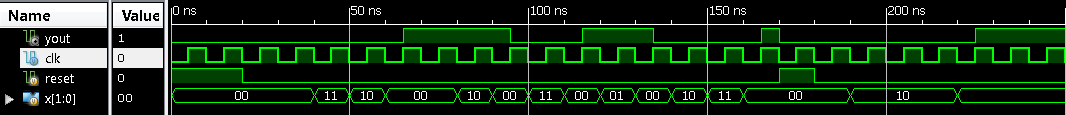 Name Value 0 ns 50 ns 100 ns 150 ns 200 ns
yout 1
clk 0
reset 0
x[1:0] 00 00 11 10 00 10 00 11 00 01 00 10 11 00 10